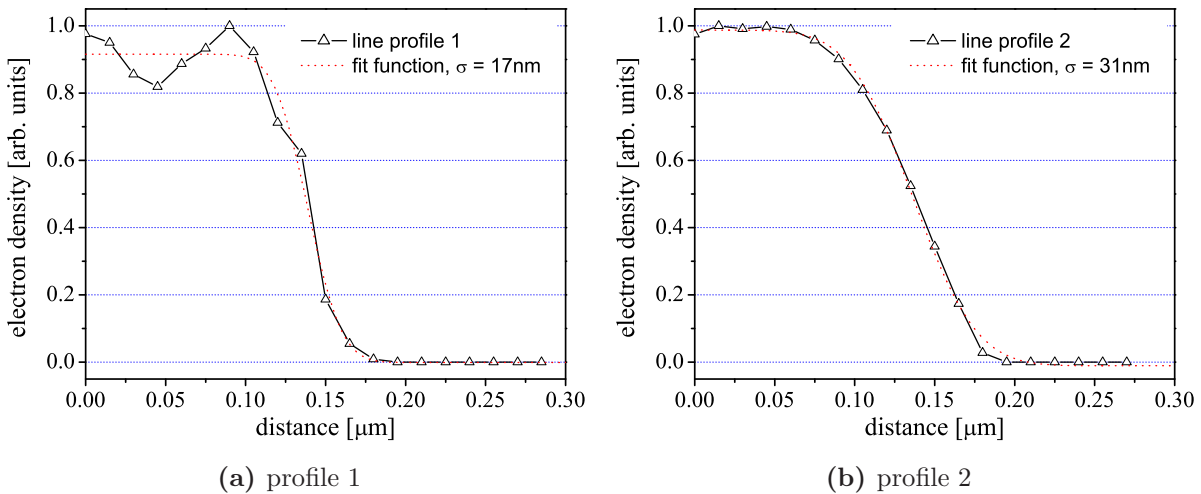 1.0
0.8
0.6
0.4
0.2
0.0
electron density [arb. units]
line profile 1
fit function, σ = 17nm
0.00 0.05 0.10 0.15 0.20 0.25 0.30
distance [μm]
(a) profile 1
1.0
0.8
0.6
0.4
0.2
0.0
electron density [arb. units]
line profile 2
fit function, σ = 31nm
0.00 0.05 0.10 0.15 0.20 0.25 0.30
distance [μm]
(b) profile 2